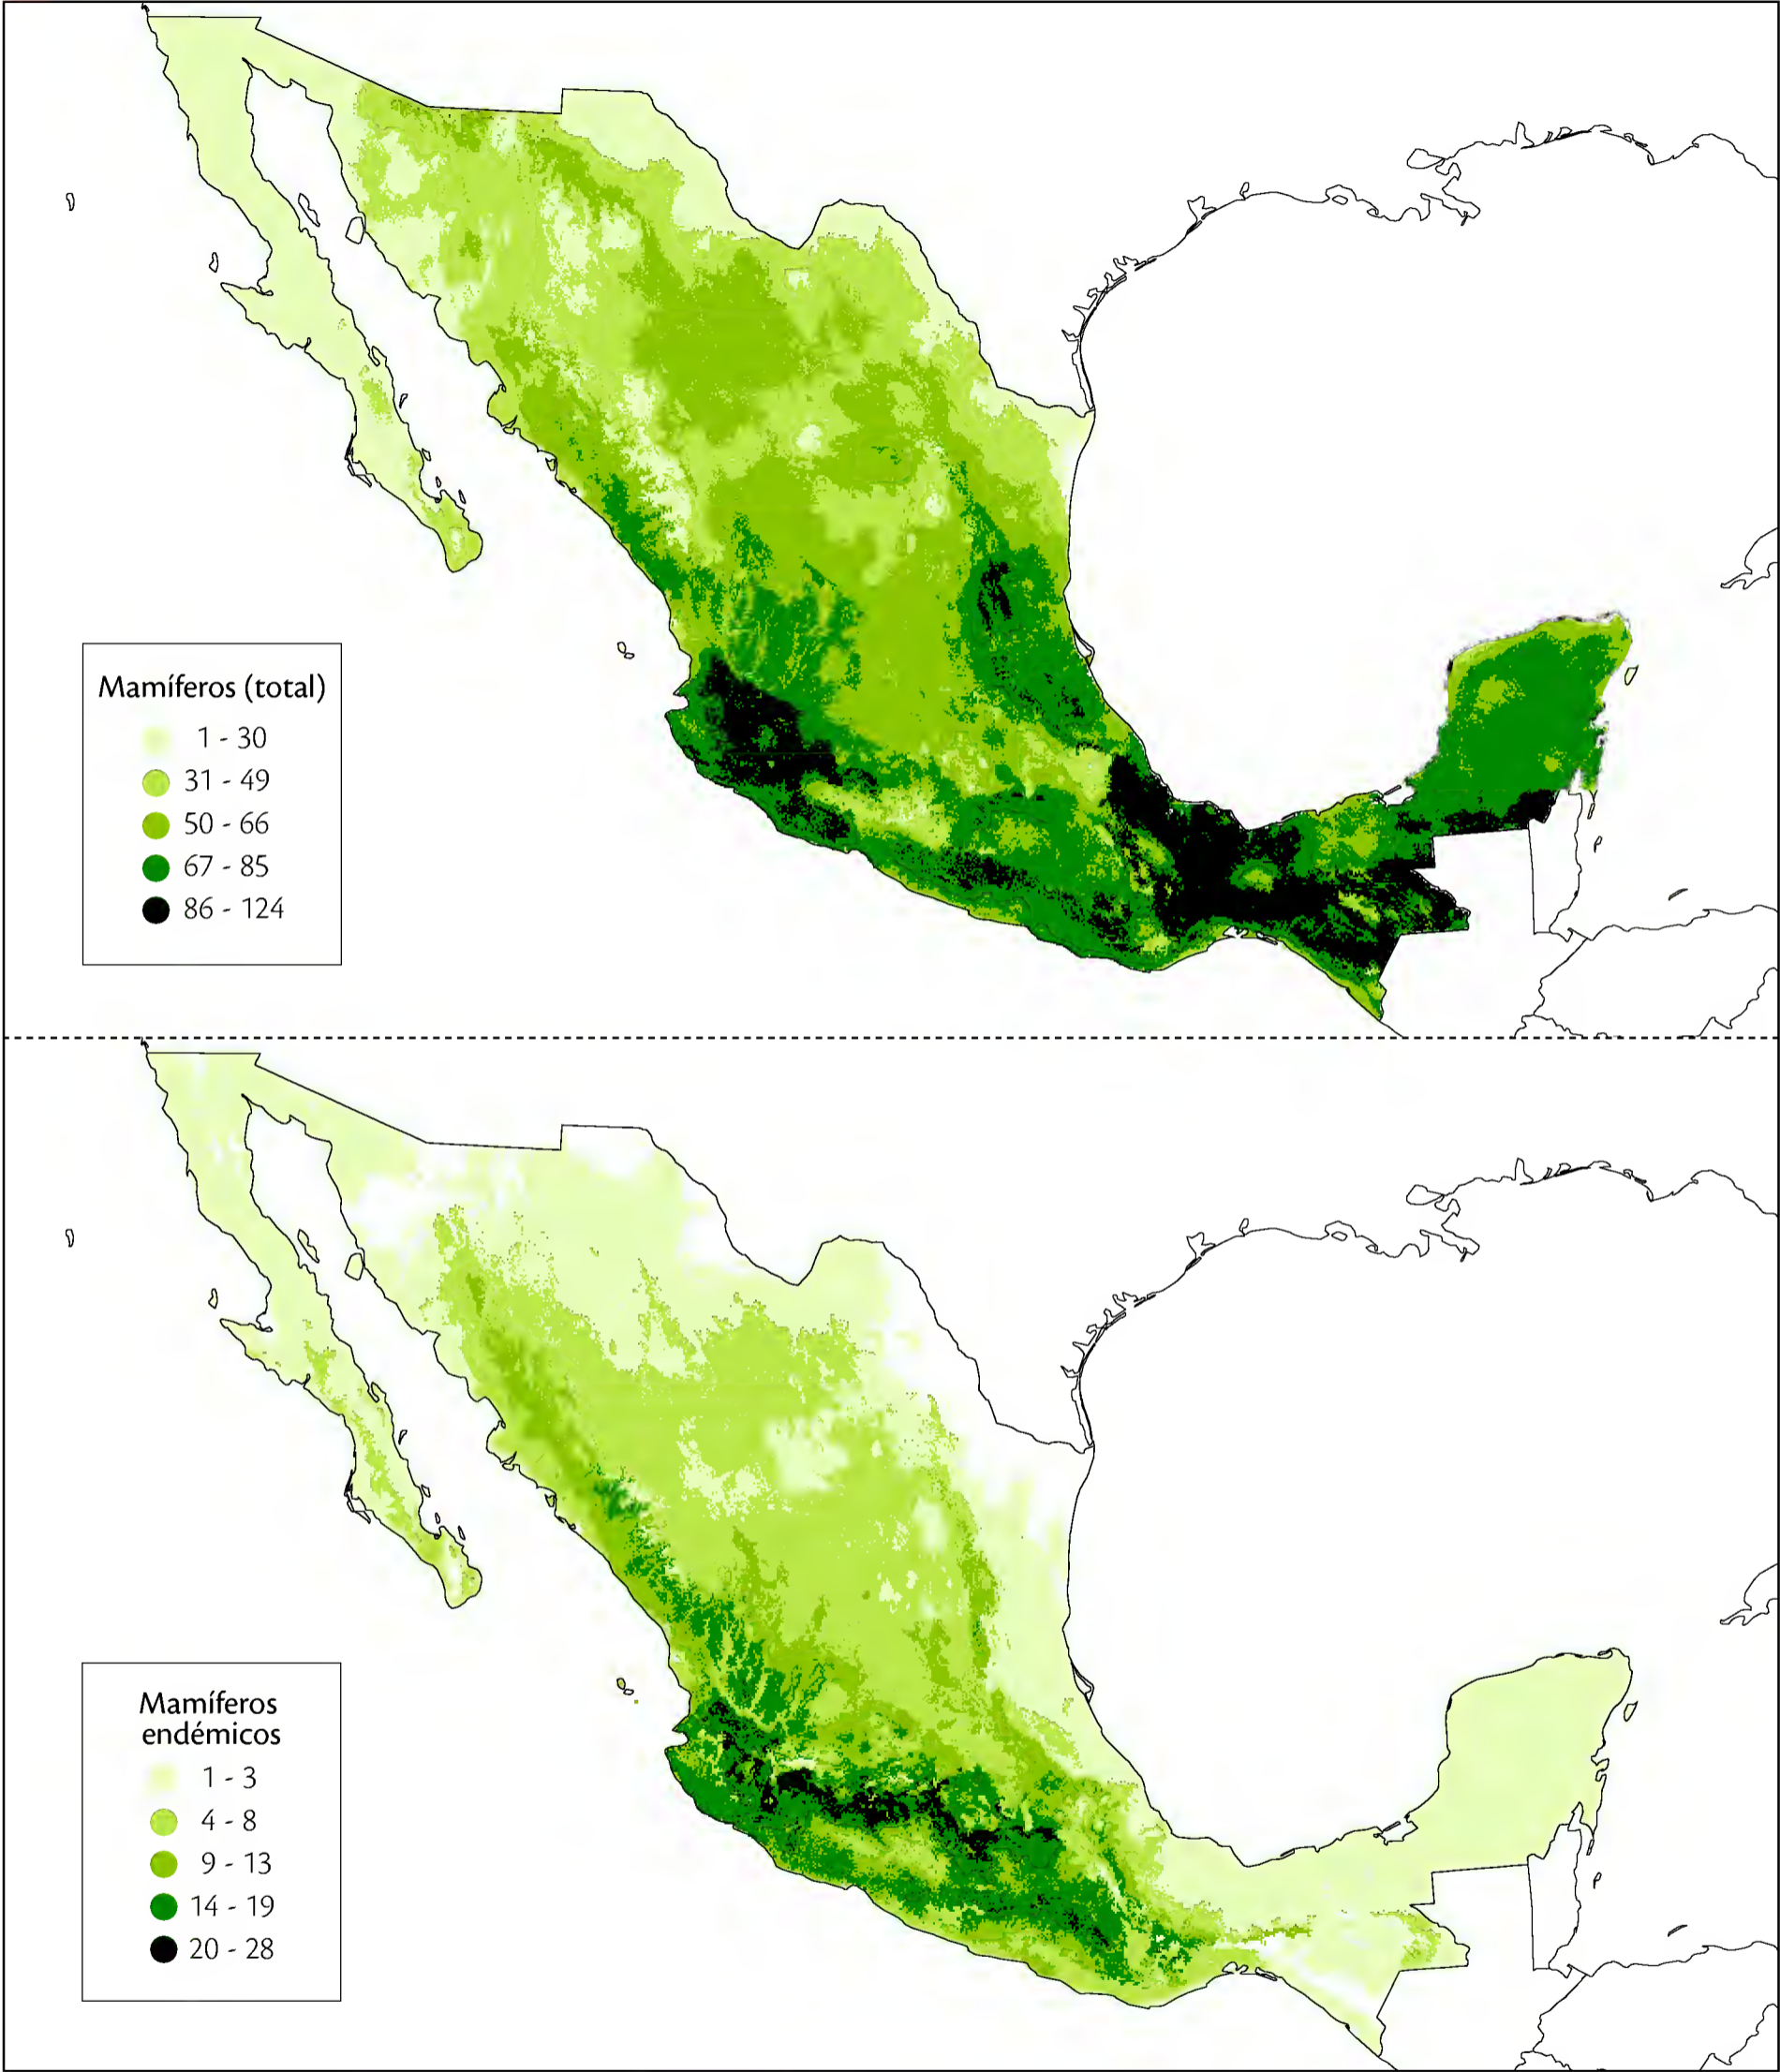 Mamíferos (total)
1 - 30
31 - 49
50 - 66
67 - 85
86 - 124
Mamíferos
endémicos
1 - 3
4 - 8
9 - 13
14 - 19
20 - 28